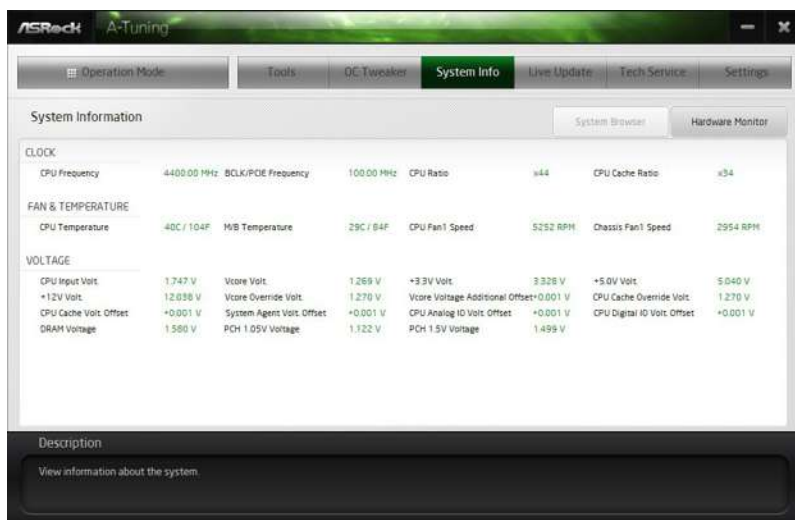 ASRock A-Tuning
Operation Mode Tools OC Tweaker System Info Live Update Tech Service Settings
System Information System Browser Hardware Monitor
CLOCK
CPU Frequency 4400.00 MHz BCLK/PCIE Frequency 100.00 MHz CPU Ratio x44 CPU Cache Ratio x34
FAN & TEMPERATURE
CPU Temperature 40C / 104F M/B Temperature 29C / 84F CPU Fan1 Speed 5252 RPM Chassis Fan1 Speed 2954 RPM
VOLTAGE
CPU Input Volt. 1.747 V Vcore Volt. 1.269 V +3.3V Volt. 3.328 V +5.0V Volt. 5.040 V
+12V Volt. 12.038 V Vcore Override Volt. 1.270 V Vcore Voltage Additional Offset +0.001 V CPU Cache Override Volt. 1.270 V
CPU Cache Volt. Offset +0.001 V System Agent Volt. Offset +0.001 V CPU Analog IO Volt. Offset +0.001 V CPU Digital IO Volt. Offset +0.001 V
DRAM Voltage 1.580 V PCH 1.05V Voltage 1.122 V PCH 1.5V Voltage 1.499 V
Description
View information about the system.